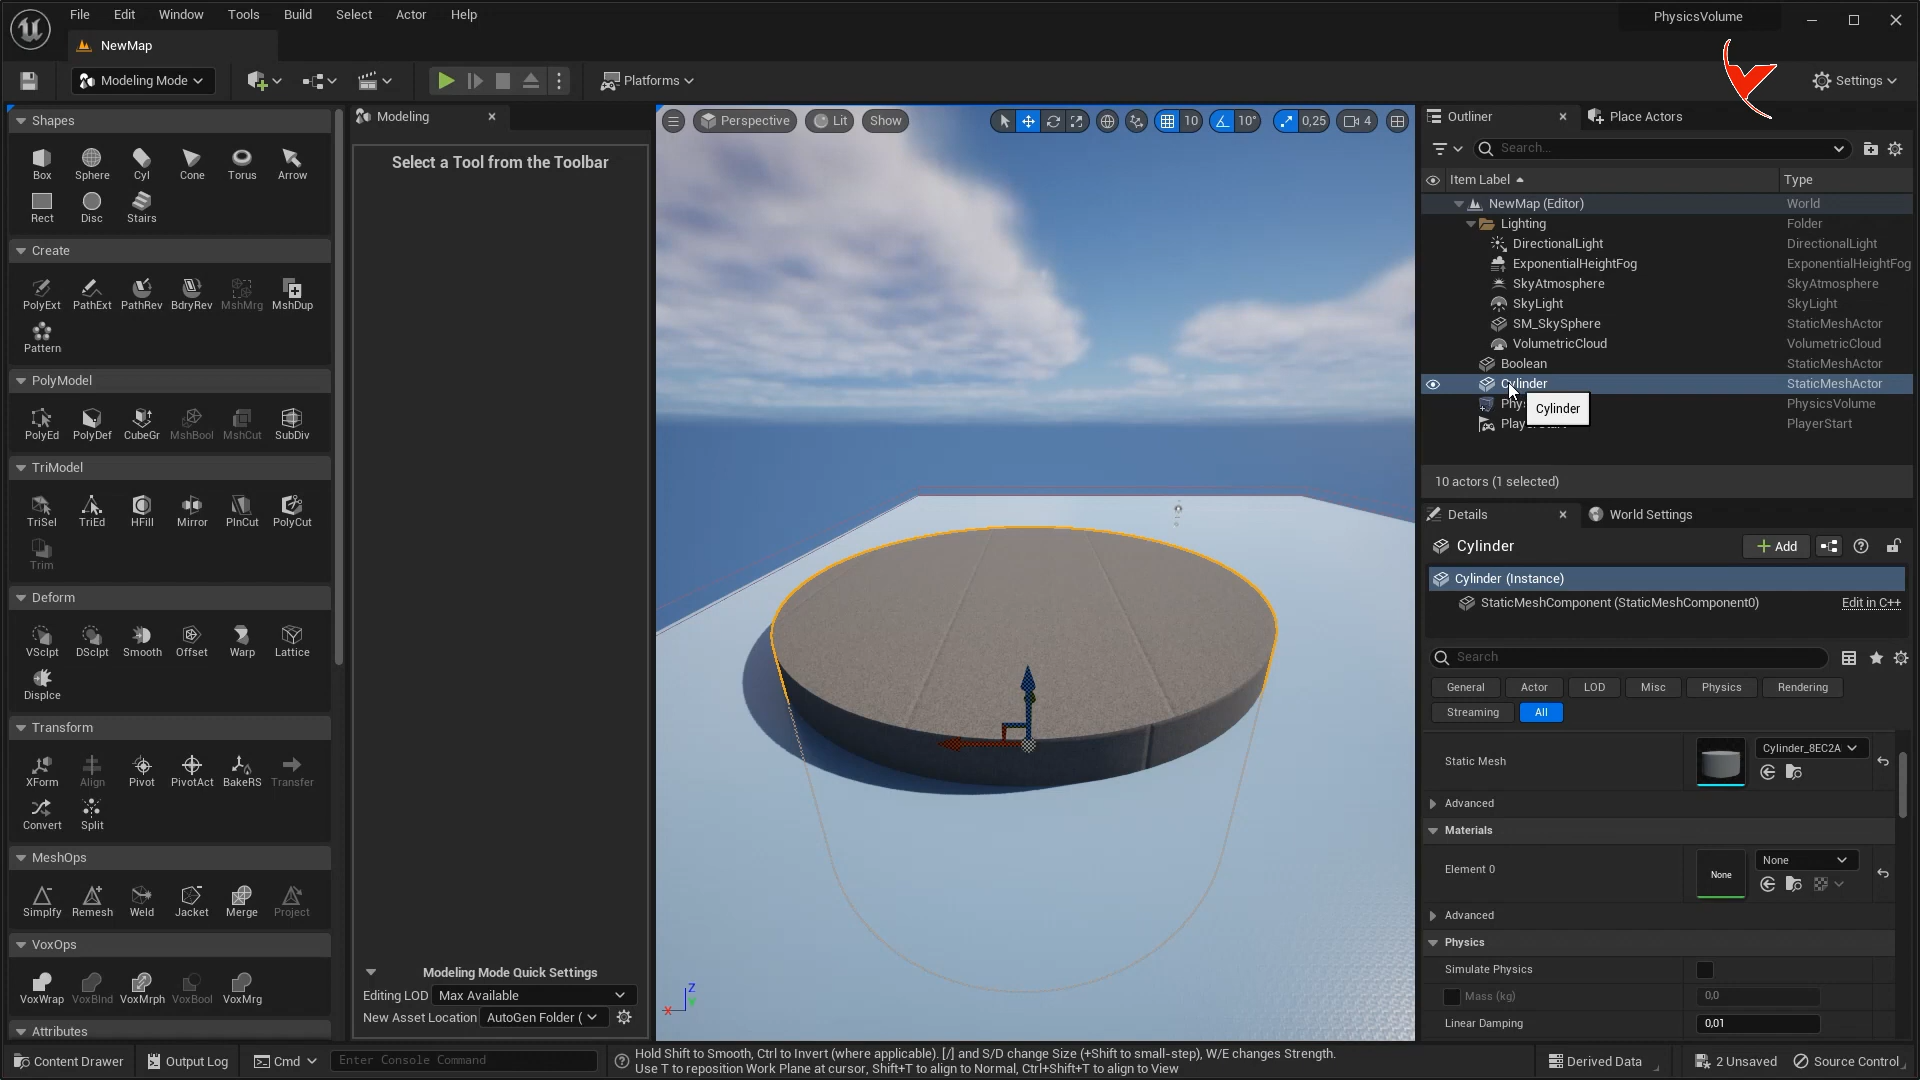 File Edit Window Tools Build Select Actor Help
PhysicsVolume
NewMap
Modeling Mode
Platforms
Settings
Shapes
Box Sphere Cyl Cone Torus Arrow
Rect Disc Stairs
Create
PolyExt PathExt PathRev BdryRev MshMrg MshDup
Pattern
PolyModel
PolyEd PolyDef CubeGr MshBool MshCut SubDiv
TriModel
TriSel TriEd HFill Mirror PlnCut PolyCut
Trim
Deform
VSclpt DSclpt Smooth Offset Warp Lattice
Displce
Transform
XForm Align Pivot PivotAct BakeRS Transfer
Convert Split
MeshOps
Simplfy Remesh Weld Jacket Merge Project
VoxOps
VoxWrap VoxBlnd VoxMrph VoxBool VoxMrg
Attributes
Modeling
Select a Tool from the Toolbar
Modeling Mode Quick Settings
Editing LOD Max Available
New Asset Location AutoGen Folder (
Perspective Lit Show 10 10° 0,25 4
Z
X
Outliner Place Actors
Search...
Item Label Type
NewMap (Editor) World
Lighting Folder
DirectionalLight DirectionalLight
ExponentialHeightFog ExponentialHeightFog
SkyAtmosphere SkyAtmosphere
SkyLight SkyLight
SM_SkySphere StaticMeshActor
VolumetricCloud VolumetricCloud
Boolean StaticMeshActor
Cylinder StaticMeshActor
Phys PhysicsVolume
Cylinder
PlayerStart PlayerStart
10 actors (1 selected)
Details World Settings
Cylinder Add
Cylinder (Instance)
StaticMeshComponent (StaticMeshComponent0) Edit in C++
Search
General Actor LOD Misc Physics Rendering
Streaming All
Static Mesh Cylinder_8EC2A
Advanced
Materials
Element 0 None None
Advanced
Physics
Simulate Physics
Mass (kg) 0,0
Linear Damping 0,01
Content Drawer Output Log Cmd Enter Console Command
Hold Shift to Smooth, Ctrl to Invert (where applicable). [/] and S/D change Size (+Shift to small-step), W/E changes Strength.
Use T to reposition Work Plane at cursor, Shift+T to align to Normal, Ctrl+Shift+T to align to View
Derived Data 2 Unsaved Source Control